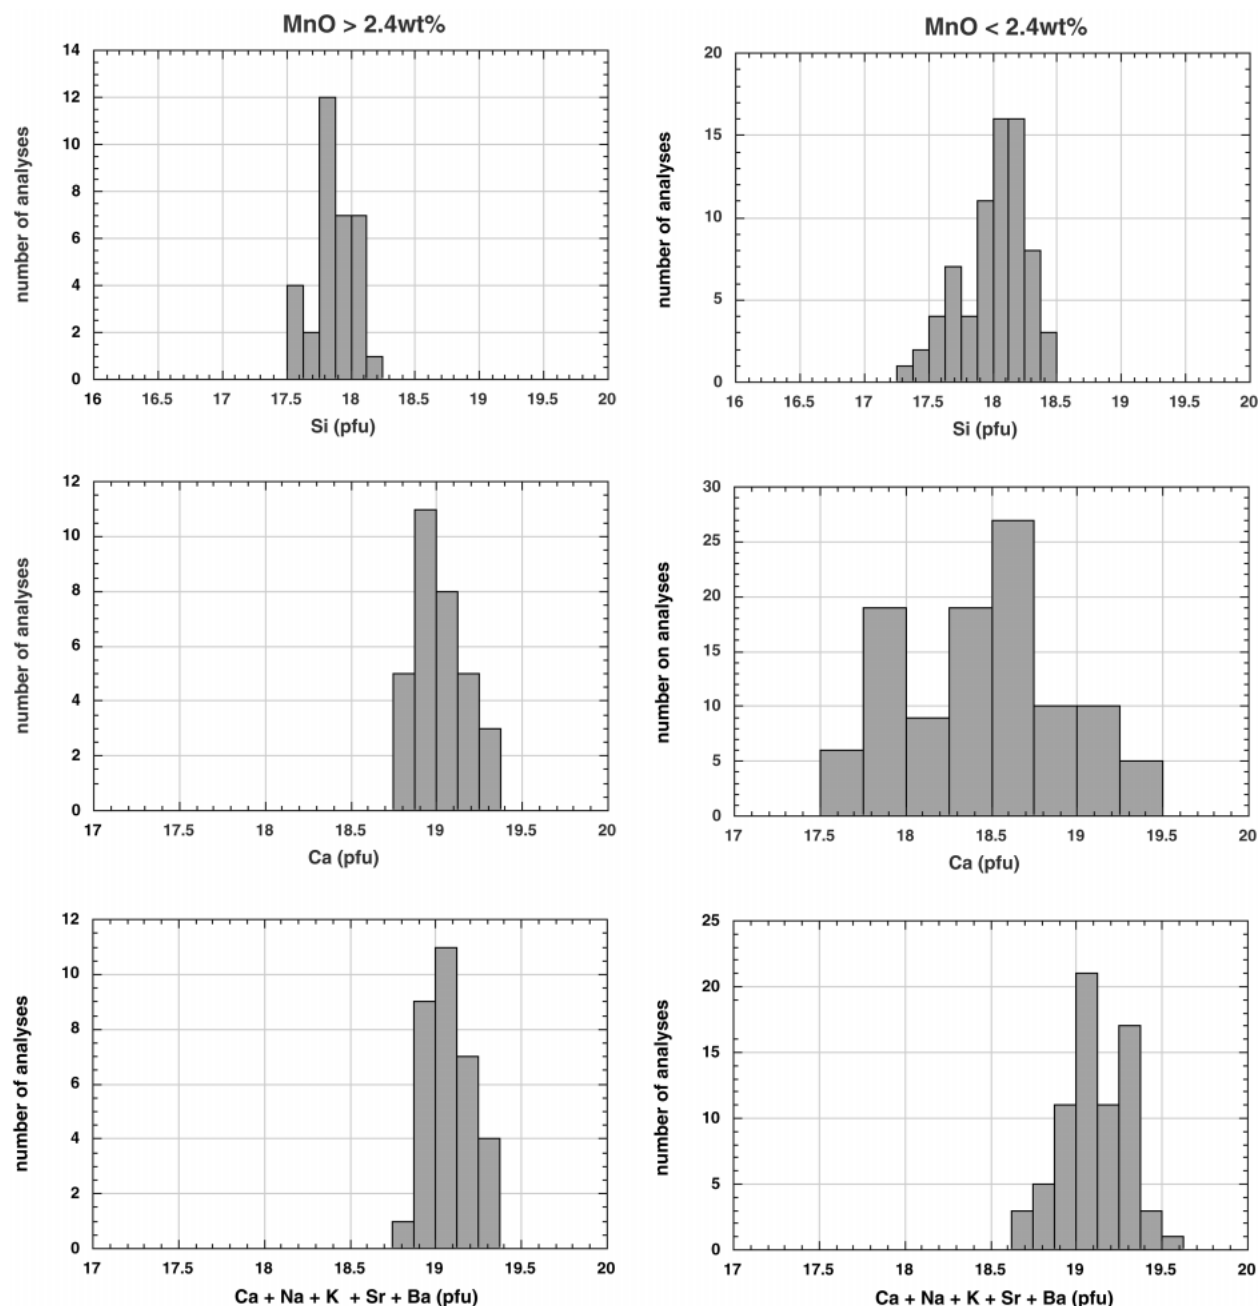 MnO > 2.4wt%
14
12
10
8
6
4
2
0
number of analyses
16 16.5 17 17.5 18 18.5 19 19.5 20
Si (pfu)
MnO < 2.4wt%
20
15
10
5
0
number of analyses
16 16.5 17 17.5 18 18.5 19 19.5 20
Si (pfu)
12
10
8
6
4
2
0
number of analyses
17 17.5 18 18.5 19 19.5 20
Ca (pfu)
30
25
20
15
10
5
0
number on analyses
17 17.5 18 18.5 19 19.5 20
Ca (pfu)
12
10
8
6
4
2
0
number of analyses
17 17.5 18 18.5 19 19.5 20
Ca + Na + K + Sr + Ba (pfu)
25
20
15
10
5
0
number of analyses
17 17.5 18 18.5 19 19.5 20
Ca + Na + K + Sr + Ba (pfu)